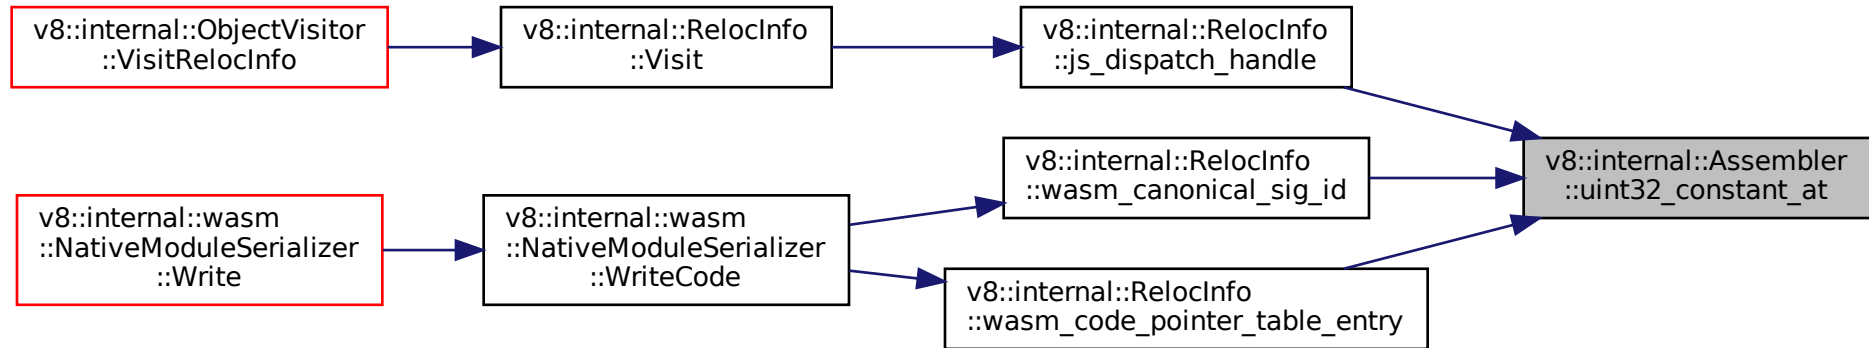 v8::internal::ObjectVisitor
::VisitRelocInfo
v8::internal::RelocInfo
::Visit
v8::internal::RelocInfo
::js_dispatch_handle
v8::internal::RelocInfo
::wasm_canonical_sig_id
v8::internal::Assembler
::uint32_constant_at
v8::internal::wasm
::NativeModuleSerializer
::Write
v8::internal::wasm
::NativeModuleSerializer
::WriteCode
v8::internal::RelocInfo
::wasm_code_pointer_table_entry